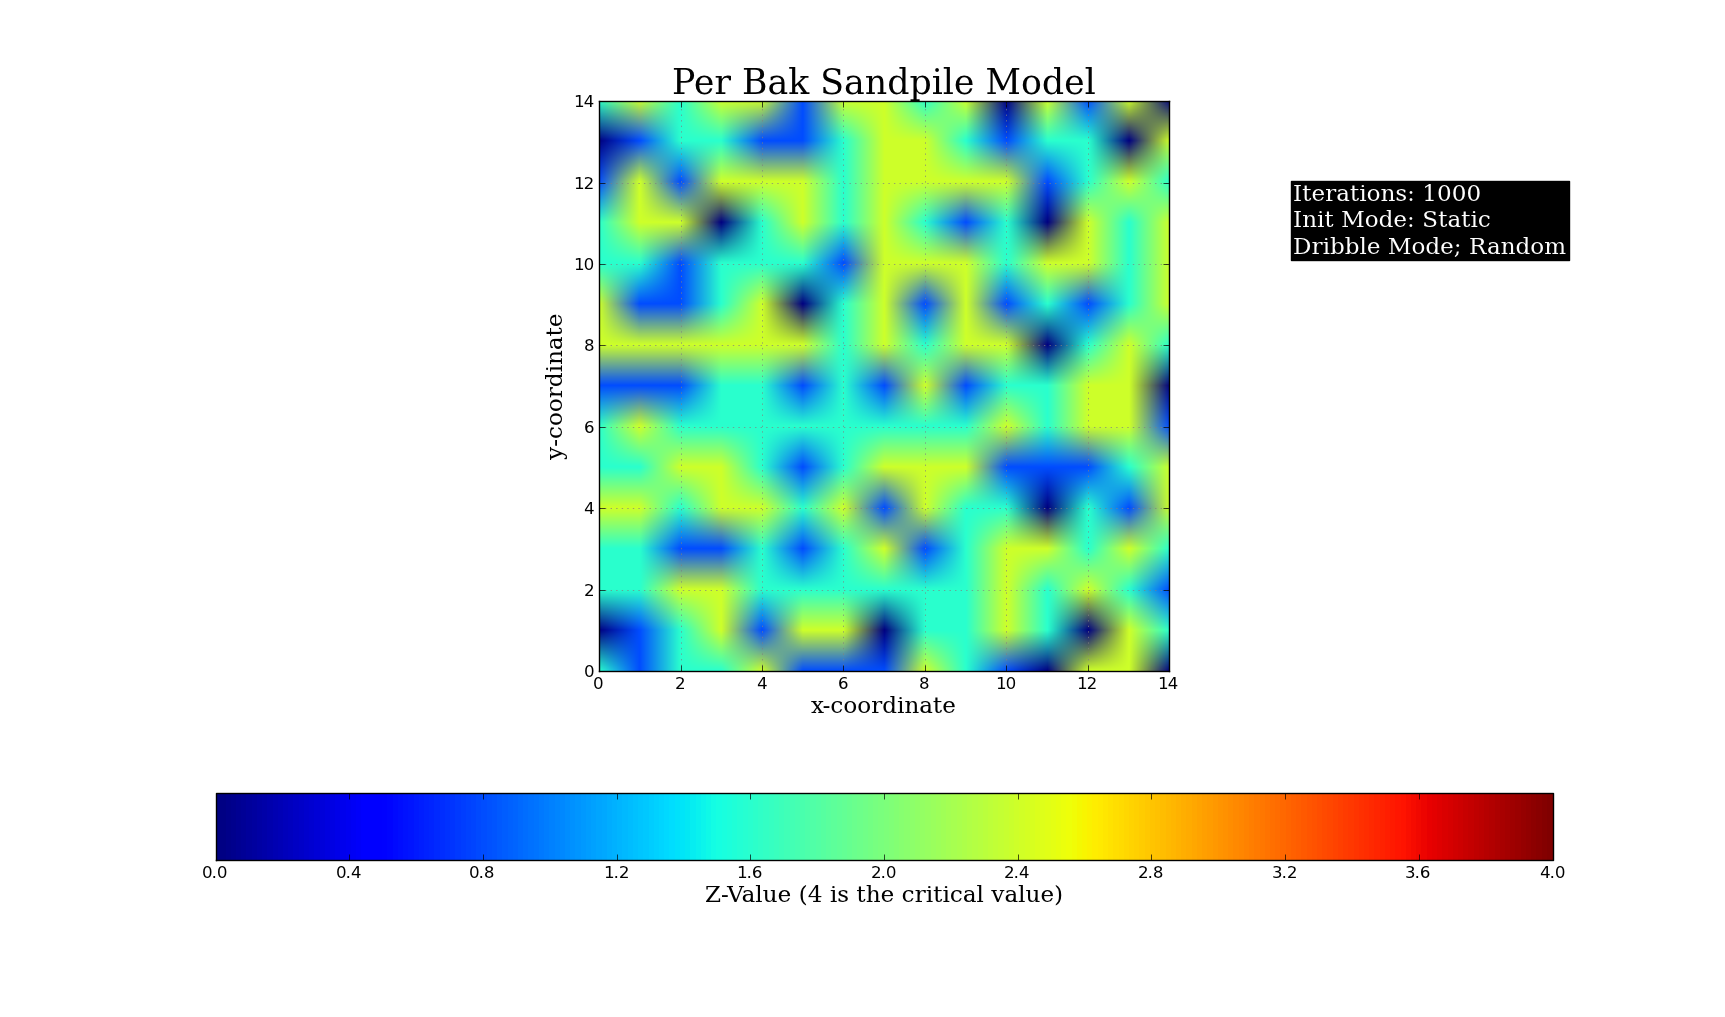 Per Bak Sandpile Model
14
12
10
8
6
4
2
0
y-coordinate
0 2 4 6 8 10 12 14
x-coordinate
Iterations: 1000
Init Mode: Static
Dribble Mode; Random
0.0 0.4 0.8 1.2 1.6 2.0 2.4 2.8 3.2 3.6 4.0
Z-Value (4 is the critical value)